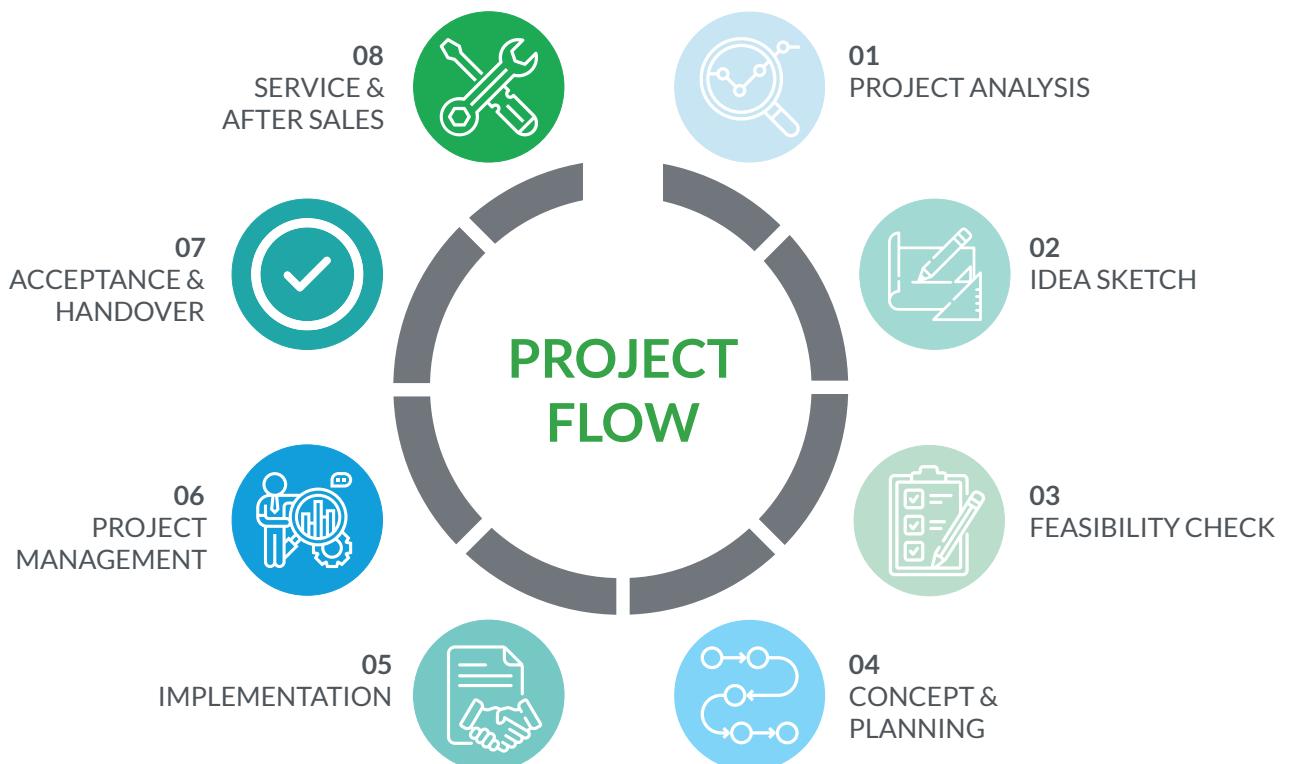 PROJECT
FLOW
01
PROJECT ANALYSIS
02
IDEA SKETCH
03
FEASIBILITY CHECK
04
CONCEPT &
PLANNING
05
IMPLEMENTATION
06
PROJECT
MANAGEMENT
07
ACCEPTANCE &
HANDOVER
08
SERVICE &
AFTER SALES